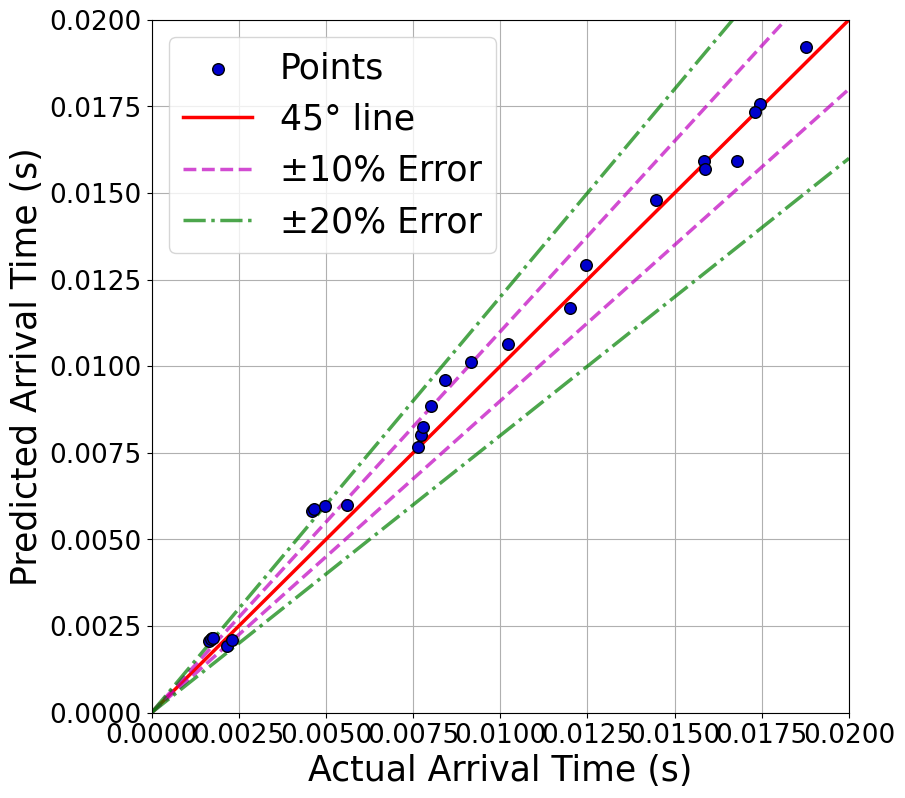 Points
45° line
±10% Error
±20% Error
0.0200
0.0175
0.0150
0.0125
0.0100
0.0075
0.0050
0.0025
0.0000
Predicted Arrival Time (s)
0.0000 0.0025 0.0050 0.0075 0.0100 0.0125 0.0150 0.0175 0.0200
Actual Arrival Time (s)